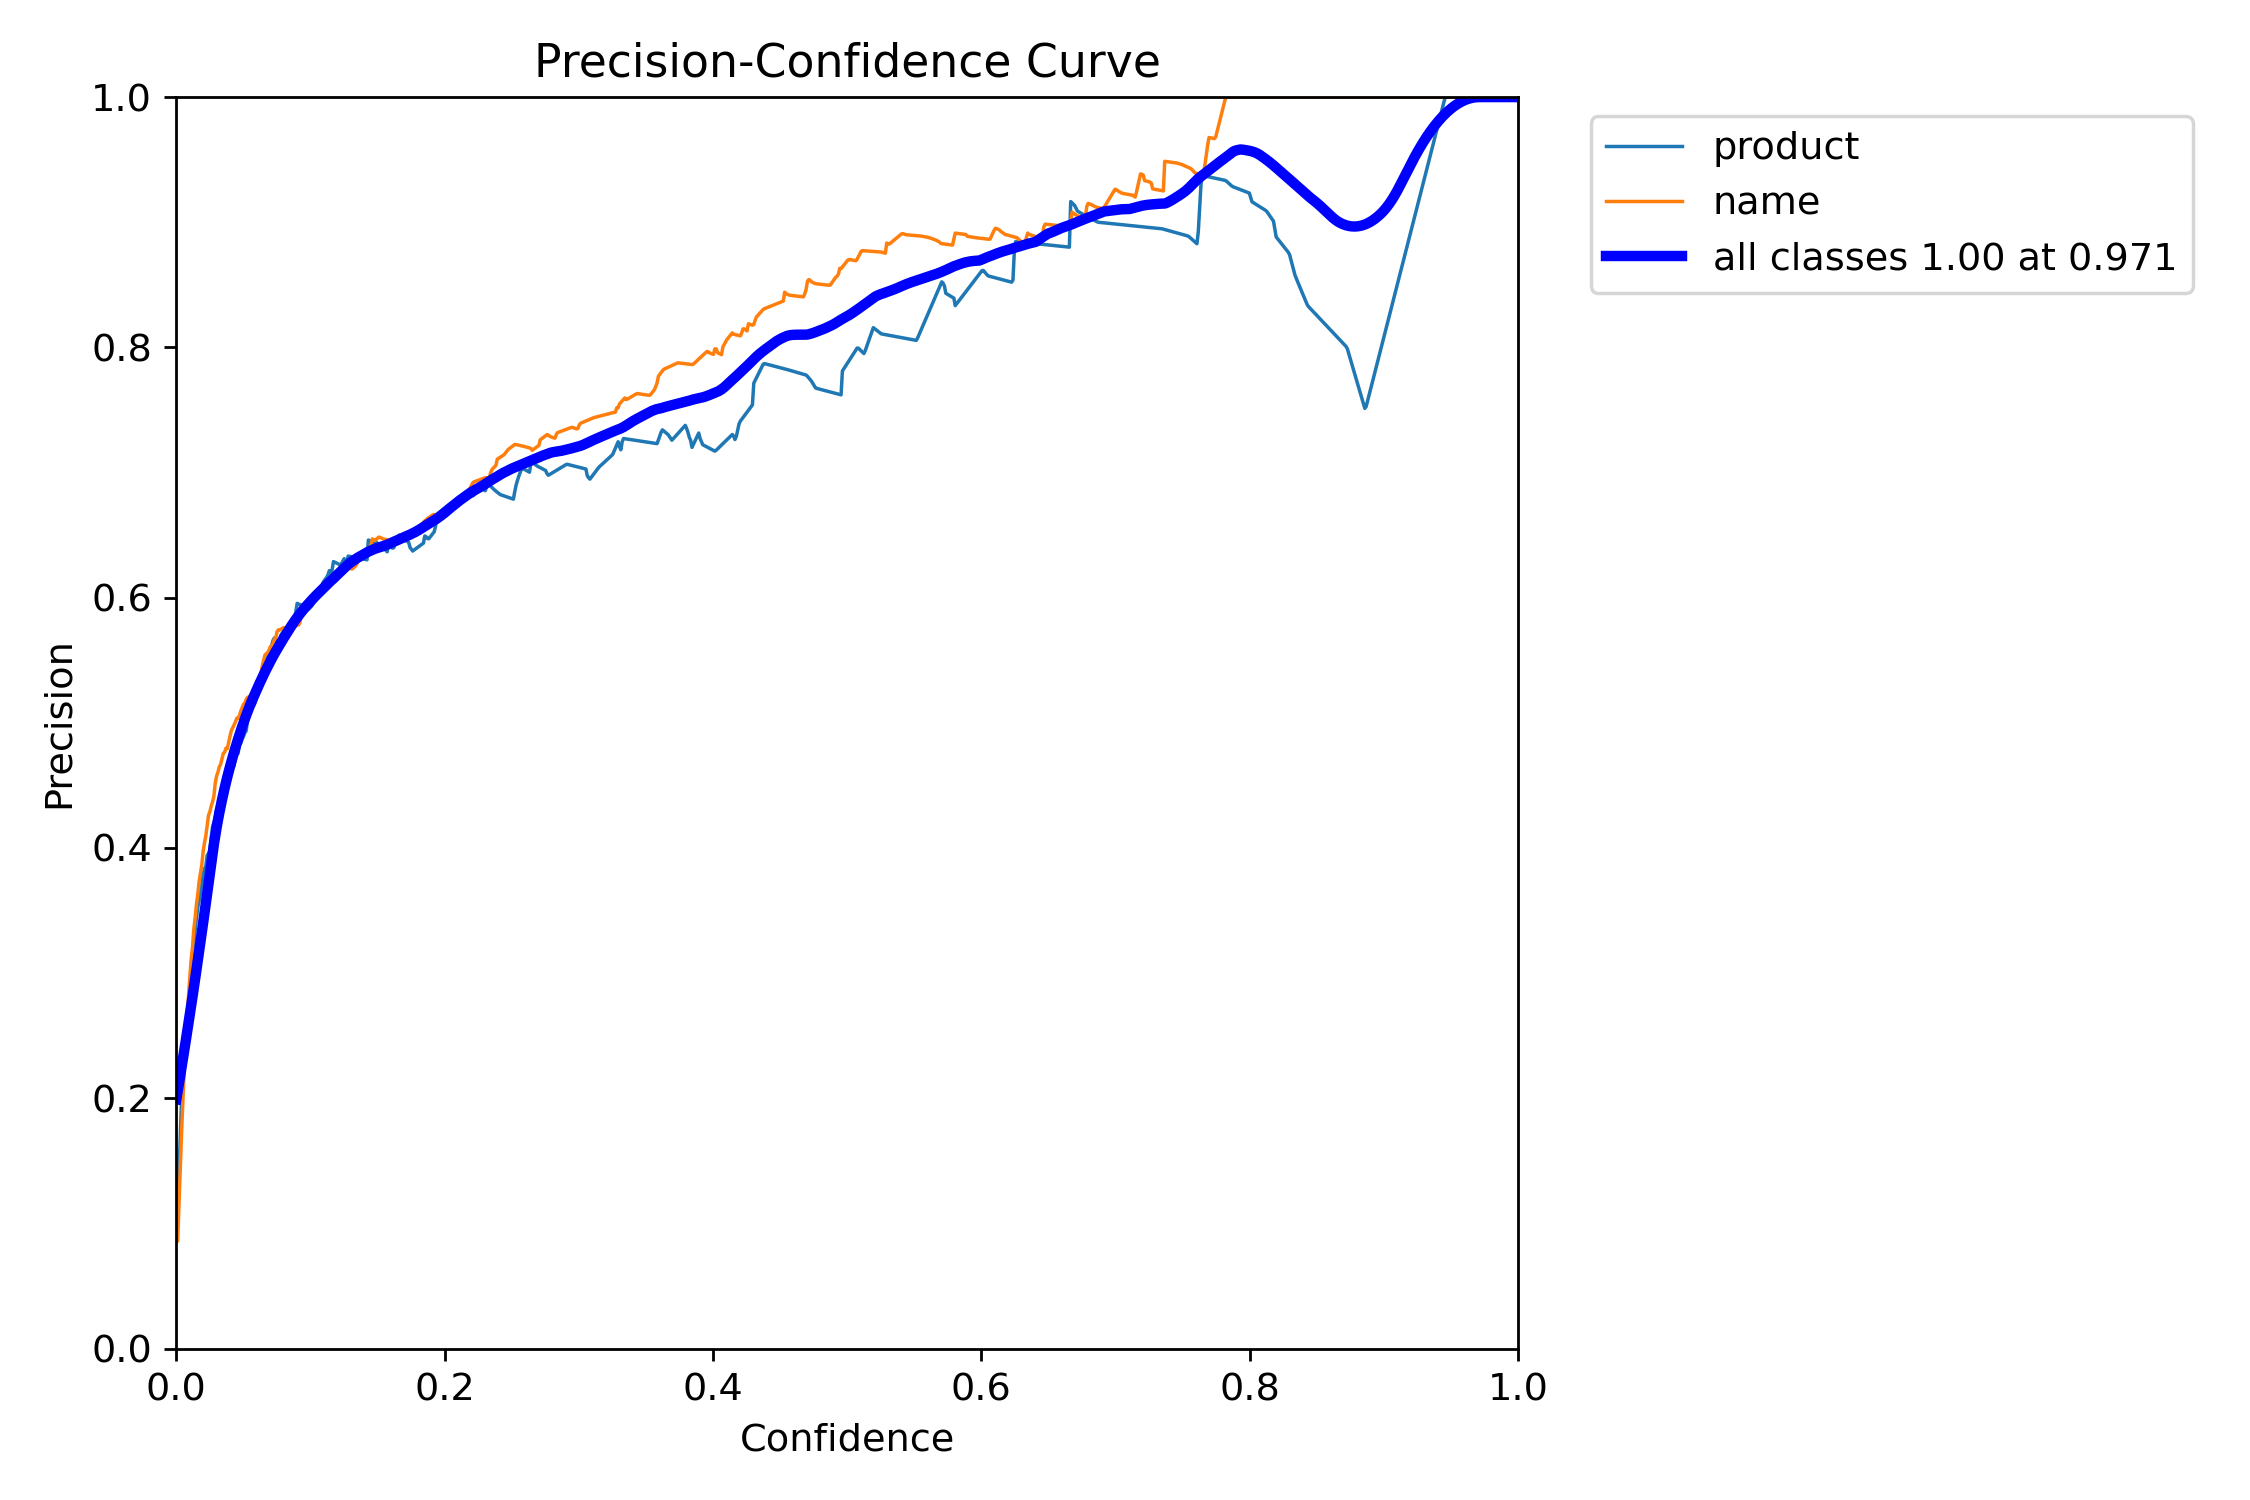 Precision-Confidence Curve
1.0
0.8
0.6
0.4
0.2
0.0
Precision
0.0 0.2 0.4 0.6 0.8 1.0
Confidence
product
name
all classes 1.00 at 0.971